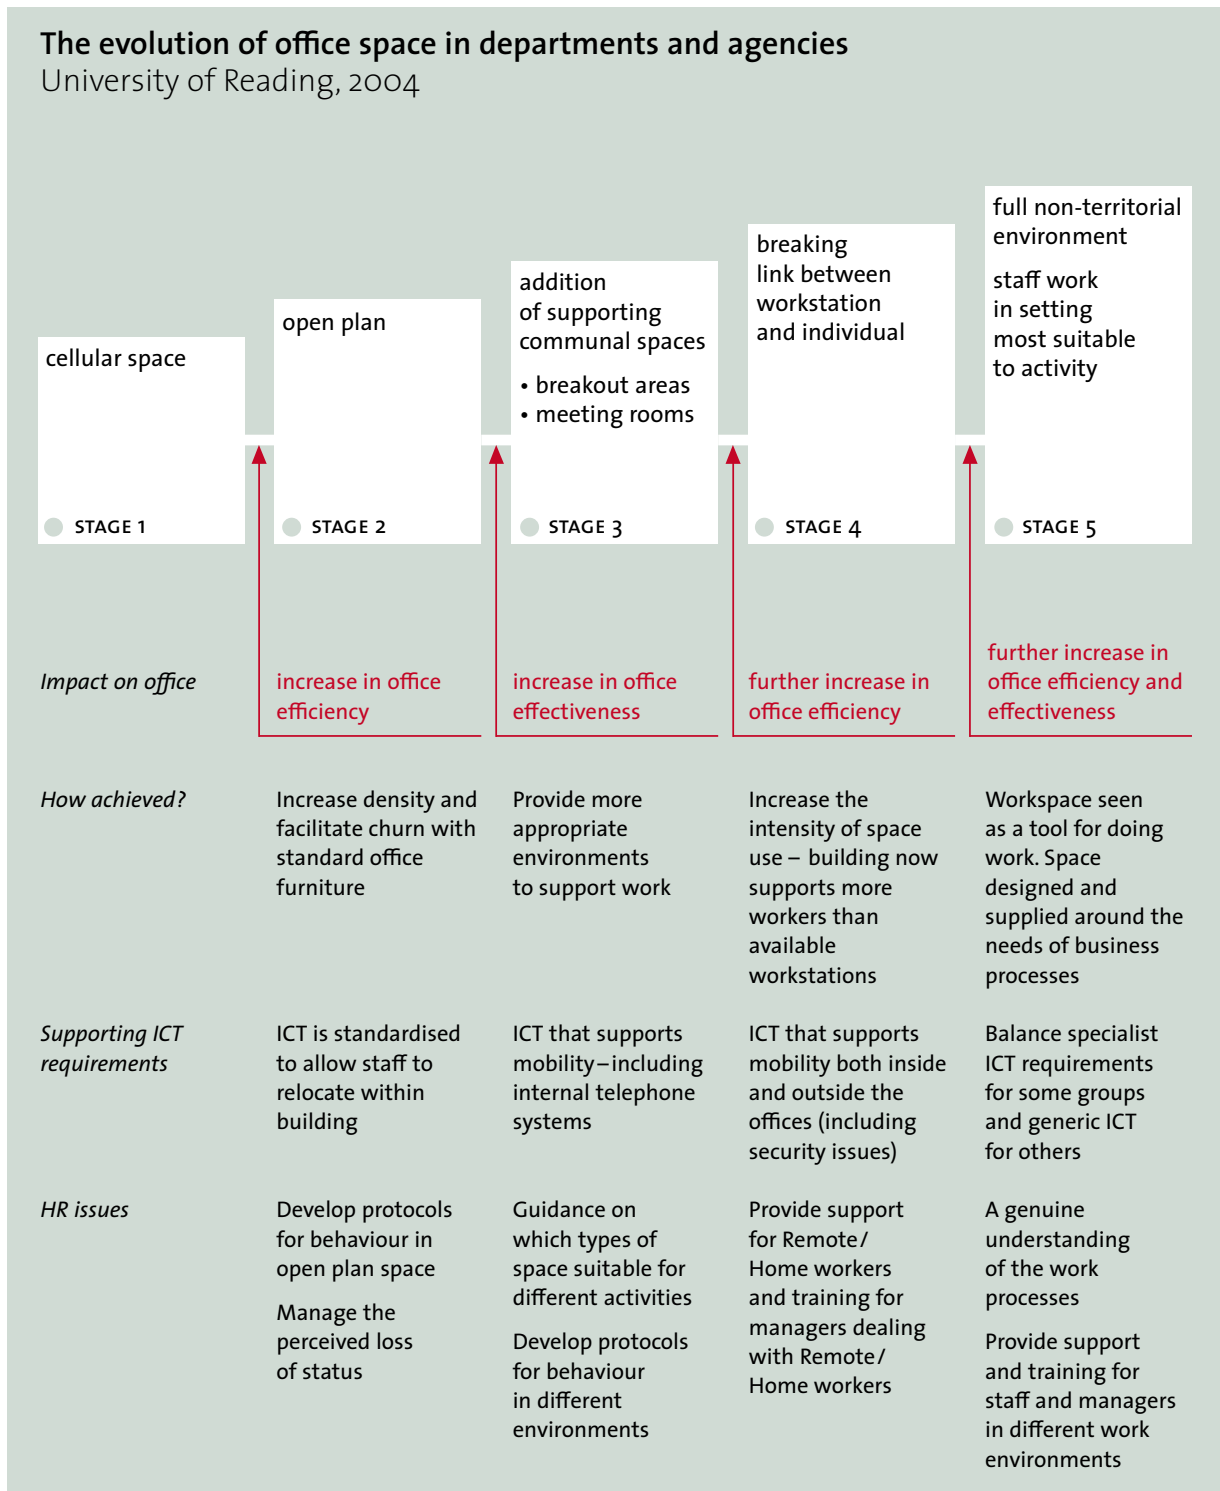 The evolution of office space in departments and agencies
University of Reading, 2004
cellular space
STAGE 1
open plan
STAGE 2
addition
of supporting
communal spaces
• breakout areas
• meeting rooms
STAGE 3
breaking
link between
workstation
and individual
STAGE 4
full non-territorial
environment
staff work
in setting
most suitable
to activity
STAGE 5
Impact on office
increase in office
efficiency
increase in office
effectiveness
further increase in
office efficiency
further increase in
office efficiency and
effectiveness
How achieved?
Increase density and
facilitate churn with
standard office
furniture
Provide more
appropriate
environments
to support work
Increase the
intensity of space
use – building now
supports more
workers than
available
workstations
Workspace seen
as a tool for doing
work. Space
designed and
supplied around the
needs of business
processes
Supporting ICT
requirements
ICT is standardised
to allow staff to
relocate within
building
ICT that supports
mobility – including
internal telephone
systems
ICT that supports
mobility both inside
and outside the
offices (including
security issues)
Balance specialist
ICT requirements
for some groups
and generic ICT
for others
HR issues
Develop protocols
for behaviour in
open plan space
Manage the
perceived loss
of status
Guidance on
which types of
space suitable for
different activities
Develop protocols
for behaviour
in different
environments
Provide support
for Remote/
Home workers
and training for
managers dealing
with Remote/
Home workers
A genuine
understanding
of the work
processes
Provide support
and training for
staff and managers
in different work
environments